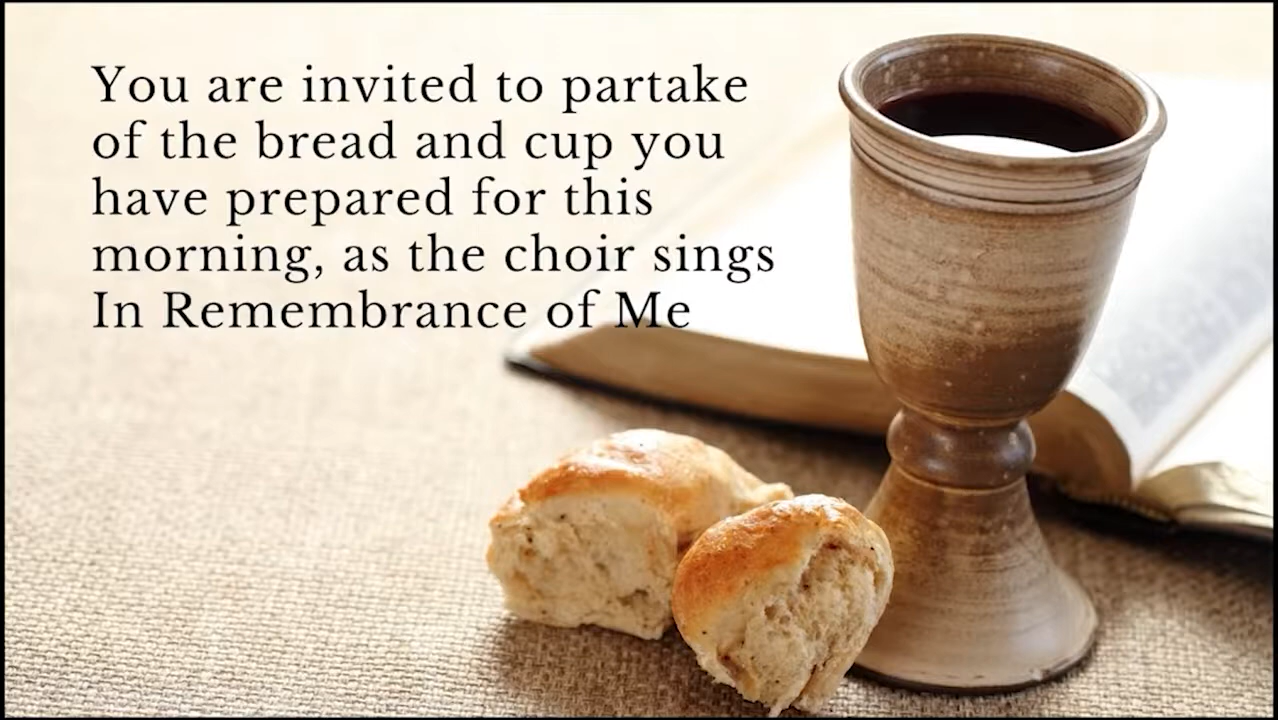 You are invited to partake
of the bread and cup you
have prepared for this
morning, as the choir sings
In Remembrance of Me